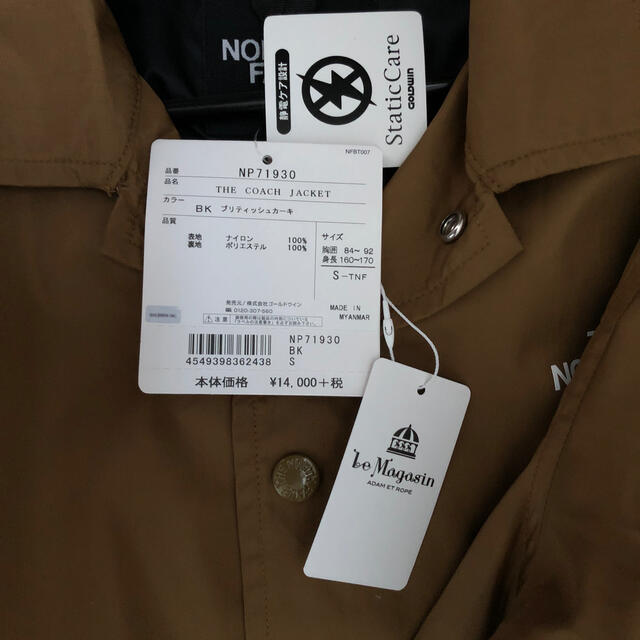 NOR
F
静電ケア設計
StaticCare
GOLDWIN
NFBT007
品番 NP71930
品名 THE COACH JACKET
カラー BK ブリティッシュカーキ
品質
表地 ナイロン 100%
裏地 ポリエステル 100%
サイズ
胸囲 84〜 92
身長 160〜170
S-TNF
発売元/株式会社ゴールドウイン
0120-307-560
MADE IN
MYANMAR
注意
NP71930
BK
4549398362438 S
本体価格 ¥14,000+税
Le Magasin
ADAM ET ROPÉ
NO